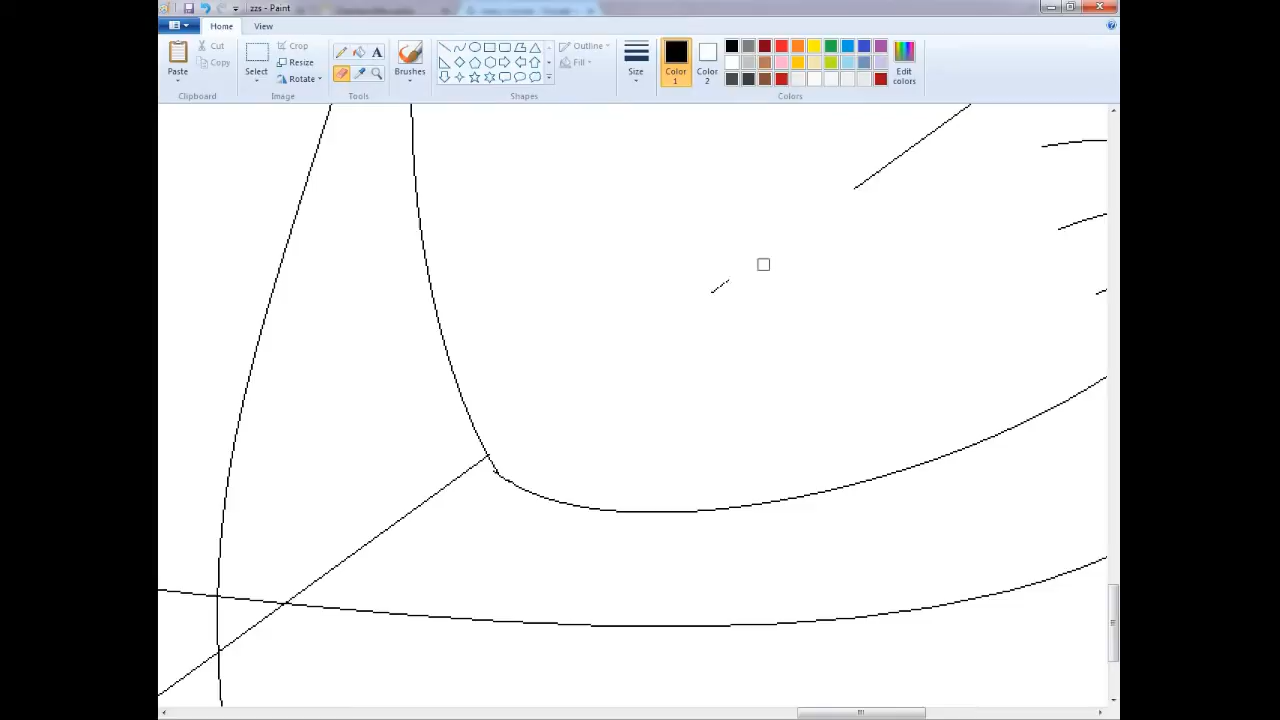 zzs - Paint
Home View
Paste
Cut
Copy
Clipboard
Select
Crop
Resize
Rotate
Image
A
Tools
Brushes
Outline
Fill
Shapes
Size
Color 1
Color 2
Edit colors
Colors